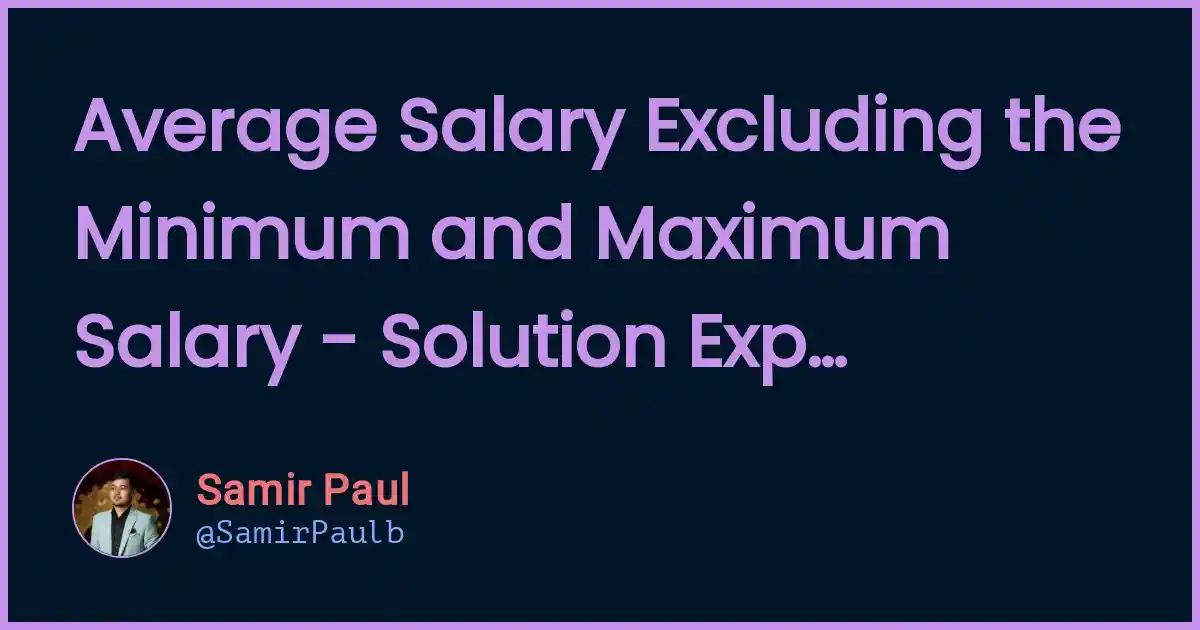 Average Salary Excluding the
Minimum and Maximum
Salary - Solution Exp...
Samir Paul
@SamirPaulb